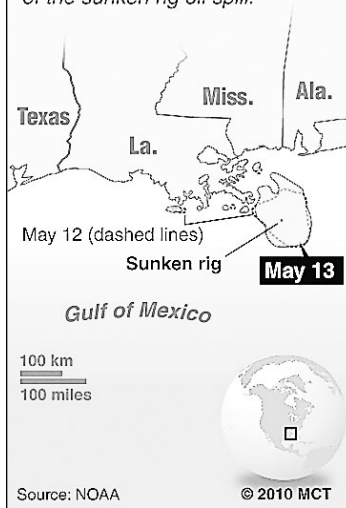 of the sunken rig oil spill:
Miss.
Ala.
Texas
La.
May 12 (dashed lines)
Sunken rig
May 13
Gulf of Mexico
100 km
100 miles
Source: NOAA
© 2010 MCT